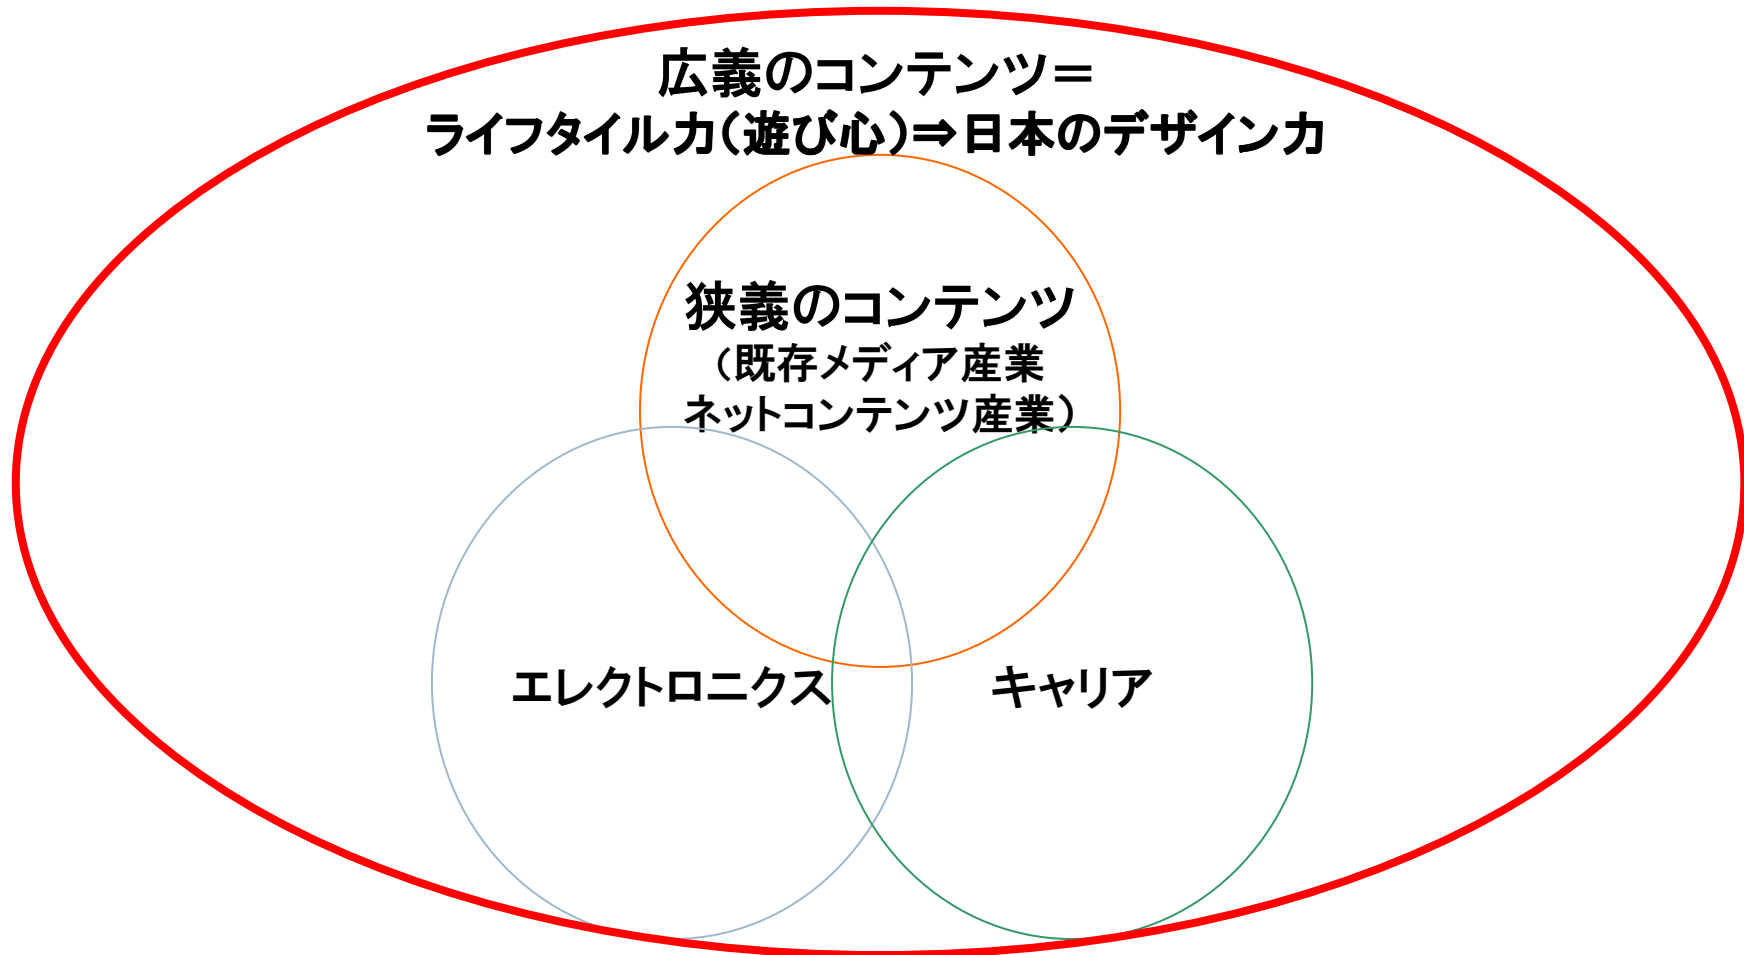 広義のコンテンツ＝
ライフタイル力（遊び心）⇒日本のデザイン力
狭義のコンテンツ
（既存メディア産業
ネットコンテンツ産業）
エレクトロニクス
キャリア